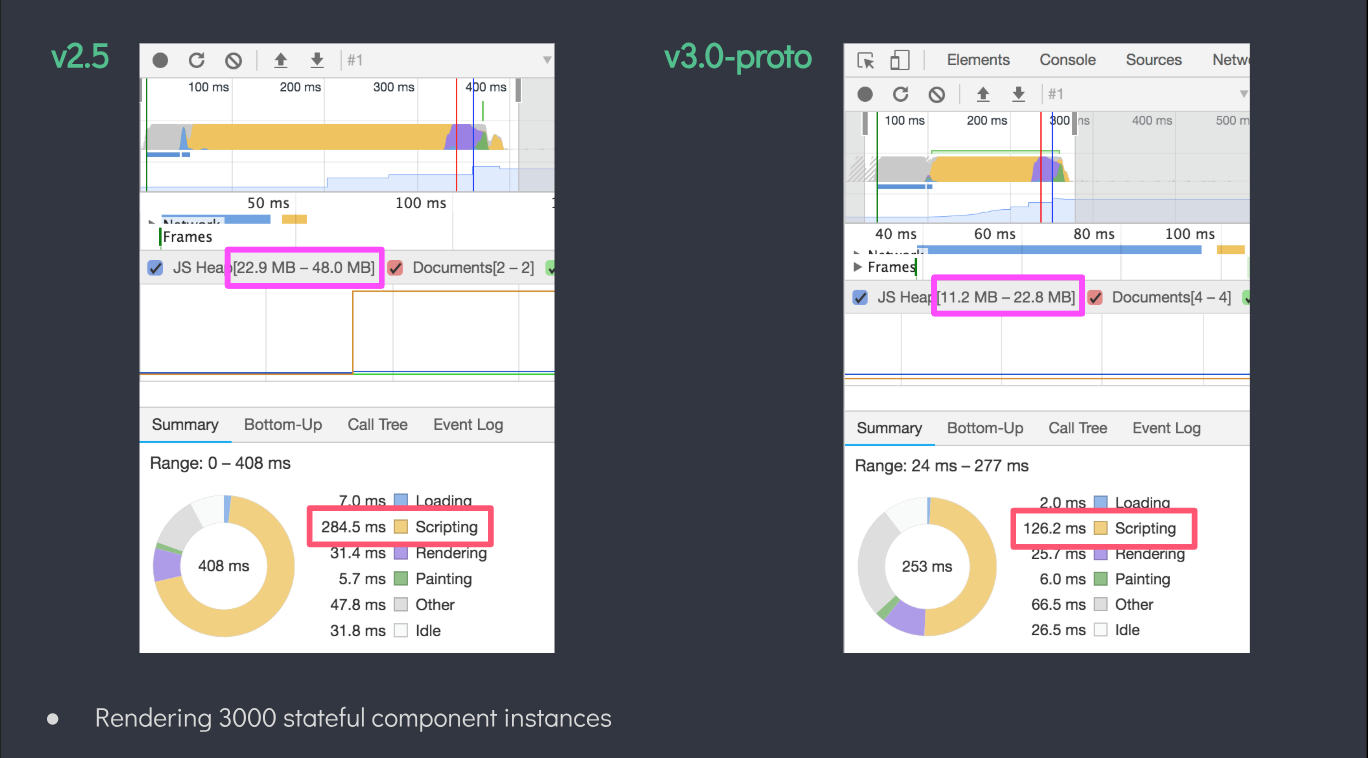 v2.5
#1
100 ms 200 ms 300 ms 400 ms
50 ms 100 ms
Network
Frames
JS Heap[22.9 MB – 48.0 MB] Documents[2 – 2]
Summary Bottom-Up Call Tree Event Log
Range: 0 – 408 ms
408 ms
7.0 ms Loading
284.5 ms Scripting
31.4 ms Rendering
5.7 ms Painting
47.8 ms Other
31.8 ms Idle
v3.0-proto
Elements Console Sources Netw
#1
100 ms 200 ms 300 ms 400 ms 500 m
40 ms 60 ms 80 ms 100 ms
Network
Frames
JS Heap[11.2 MB – 22.8 MB] Documents[4 – 4]
Summary Bottom-Up Call Tree Event Log
Range: 24 ms – 277 ms
253 ms
2.0 ms Loading
126.2 ms Scripting
25.7 ms Rendering
6.0 ms Painting
66.5 ms Other
26.5 ms Idle
● Rendering 3000 stateful component instances